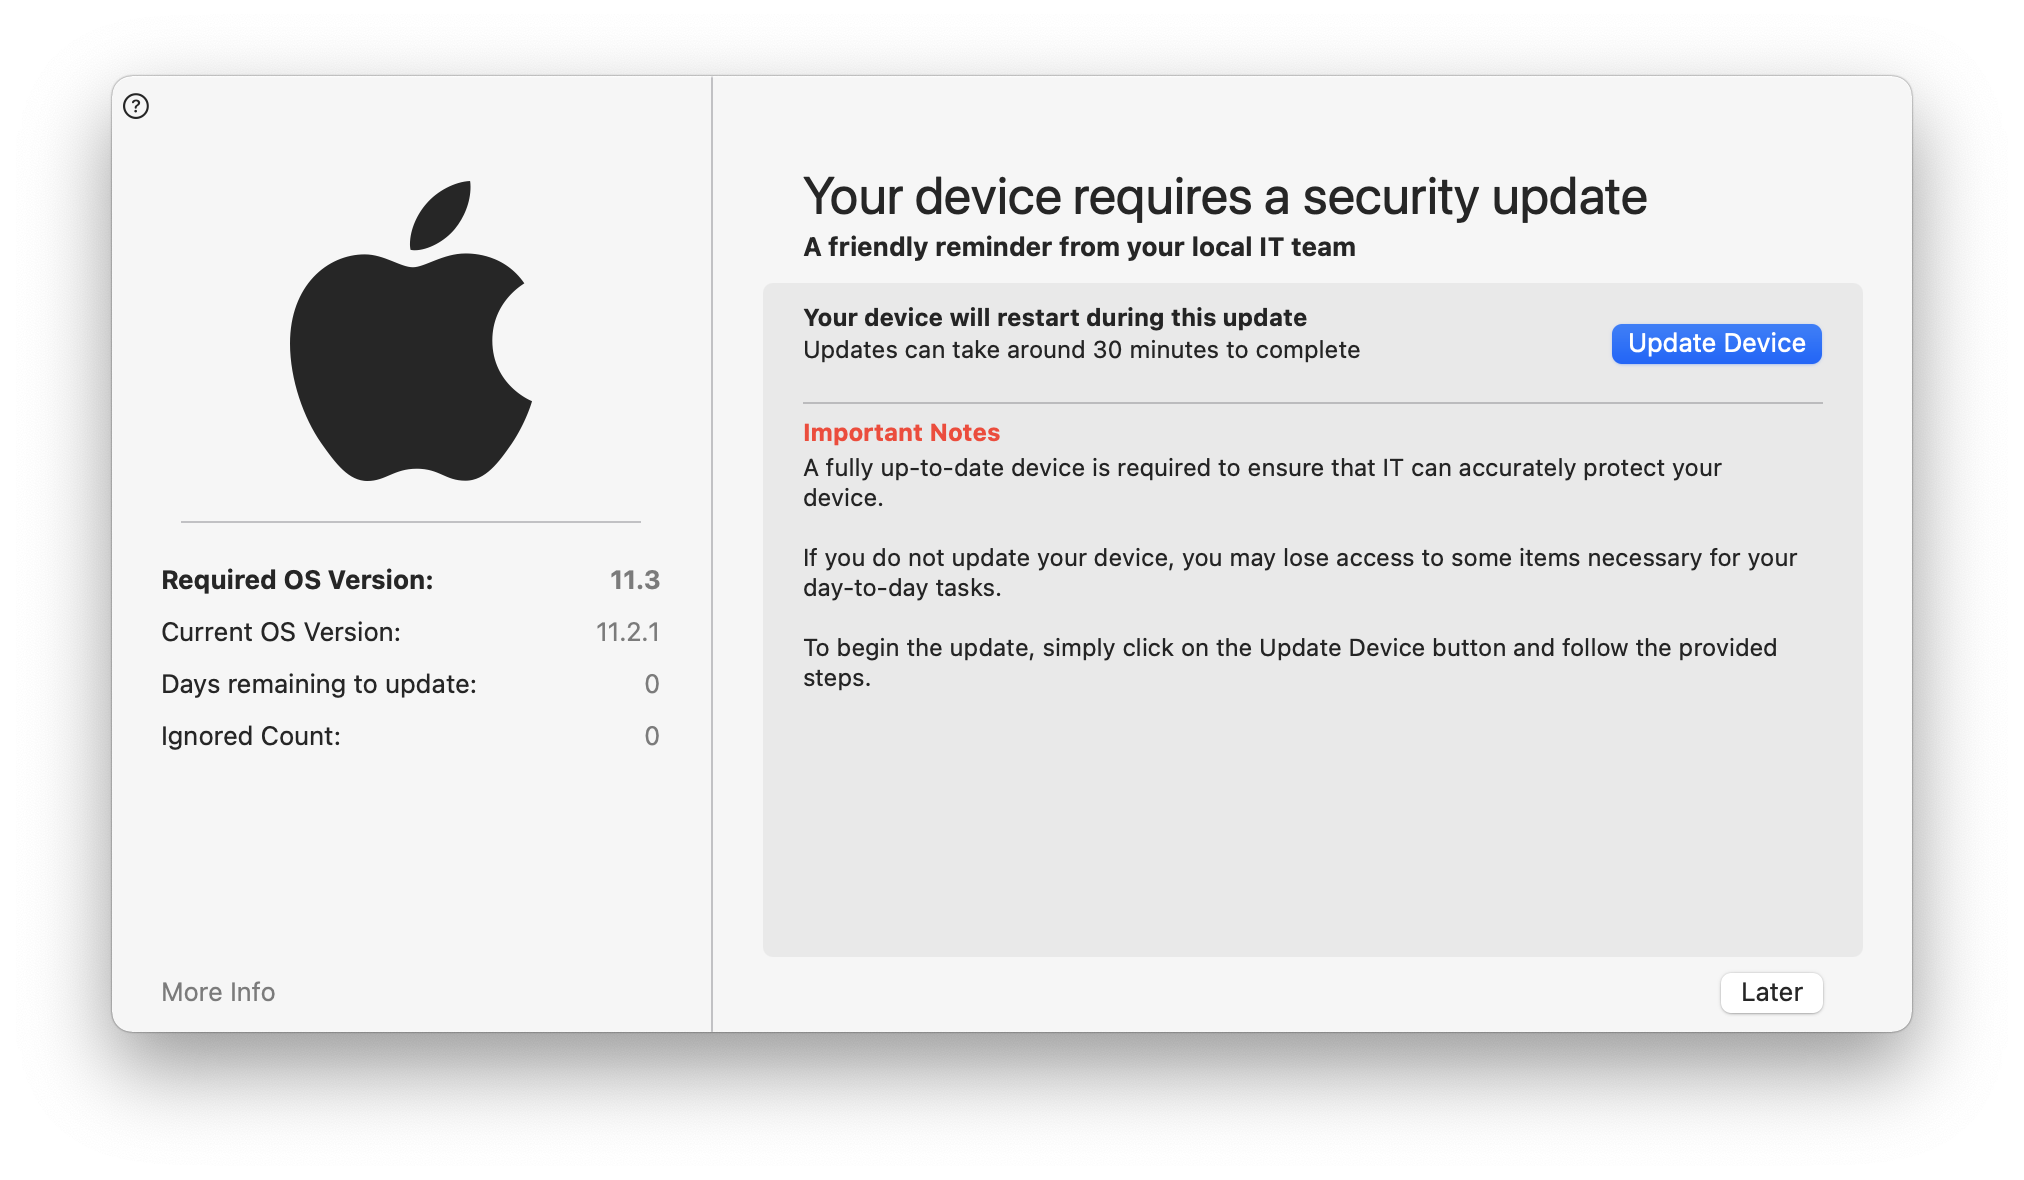 ?
Required OS Version: 11.3
Current OS Version: 11.2.1
Days remaining to update: 0
Ignored Count: 0
More Info
Your device requires a security update
A friendly reminder from your local IT team
Your device will restart during this update
Updates can take around 30 minutes to complete
Update Device
Important Notes
A fully up-to-date device is required to ensure that IT can accurately protect your
device.
If you do not update your device, you may lose access to some items necessary for your
day-to-day tasks.
To begin the update, simply click on the Update Device button and follow the provided
steps.
Later